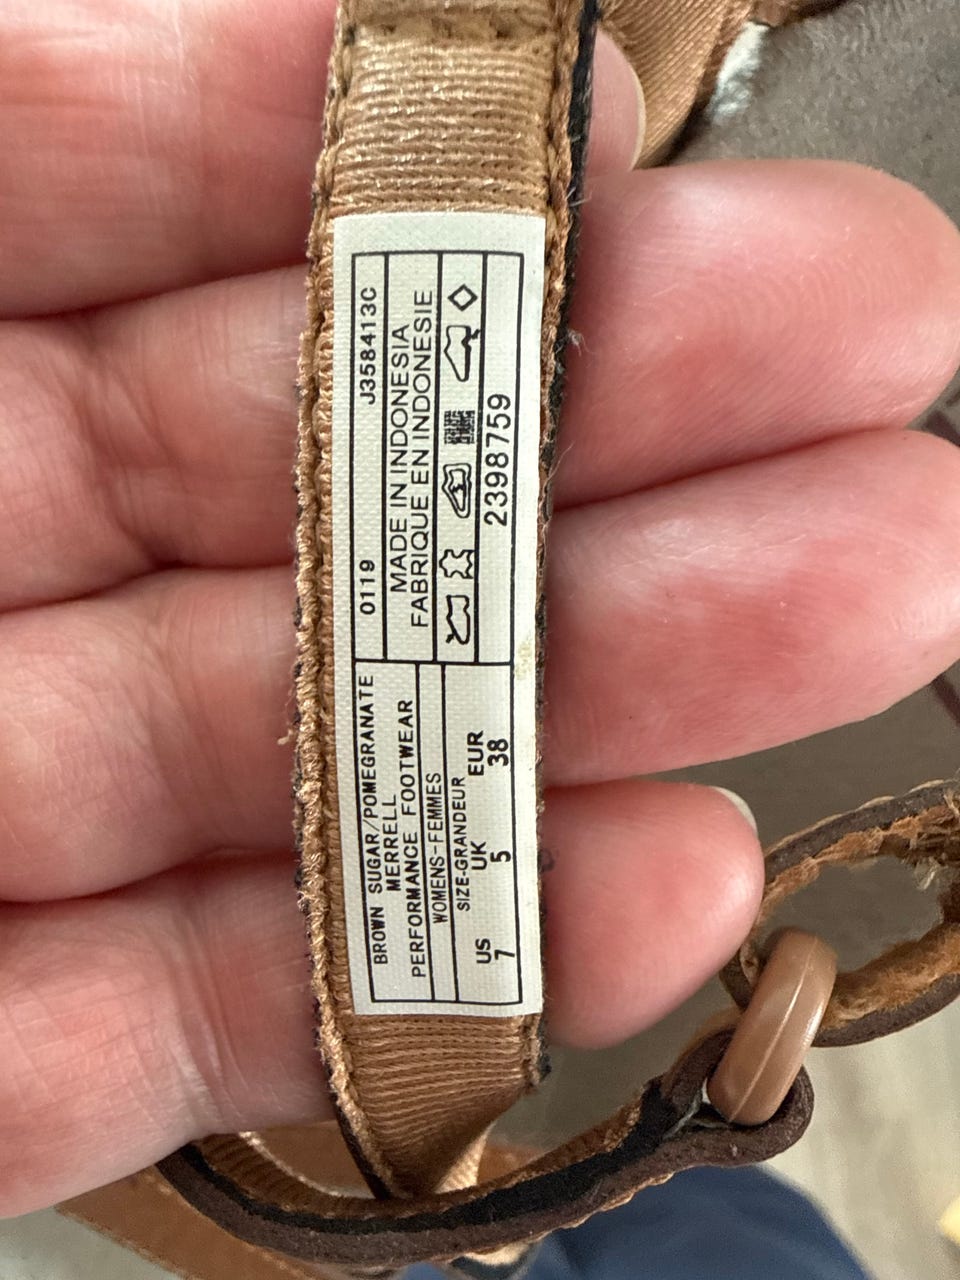 BROWN SUGAR/POMEGRANATE
MERRELL
PERFORMANCE FOOTWEAR
WOMENS-FEMMES
SIZE-GRANDEUR
US UK EUR
7 5 38
0119 J358413C
MADE IN INDONESIA
FABRIQUE EN INDONESIE
2398759